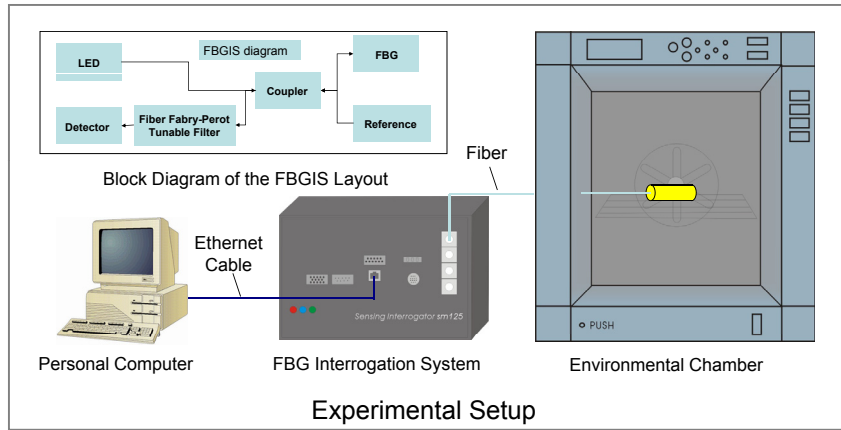 FBGIS diagram
LED
FBG
Coupler
Detector
Fiber Fabry-Perot
Tunable Filter
Reference
Block Diagram of the FBGIS Layout
Fiber
Ethernet
Cable
Sensing Interrogator sm125
PUSH
Personal Computer
FBG Interrogation System
Environmental Chamber
Experimental Setup